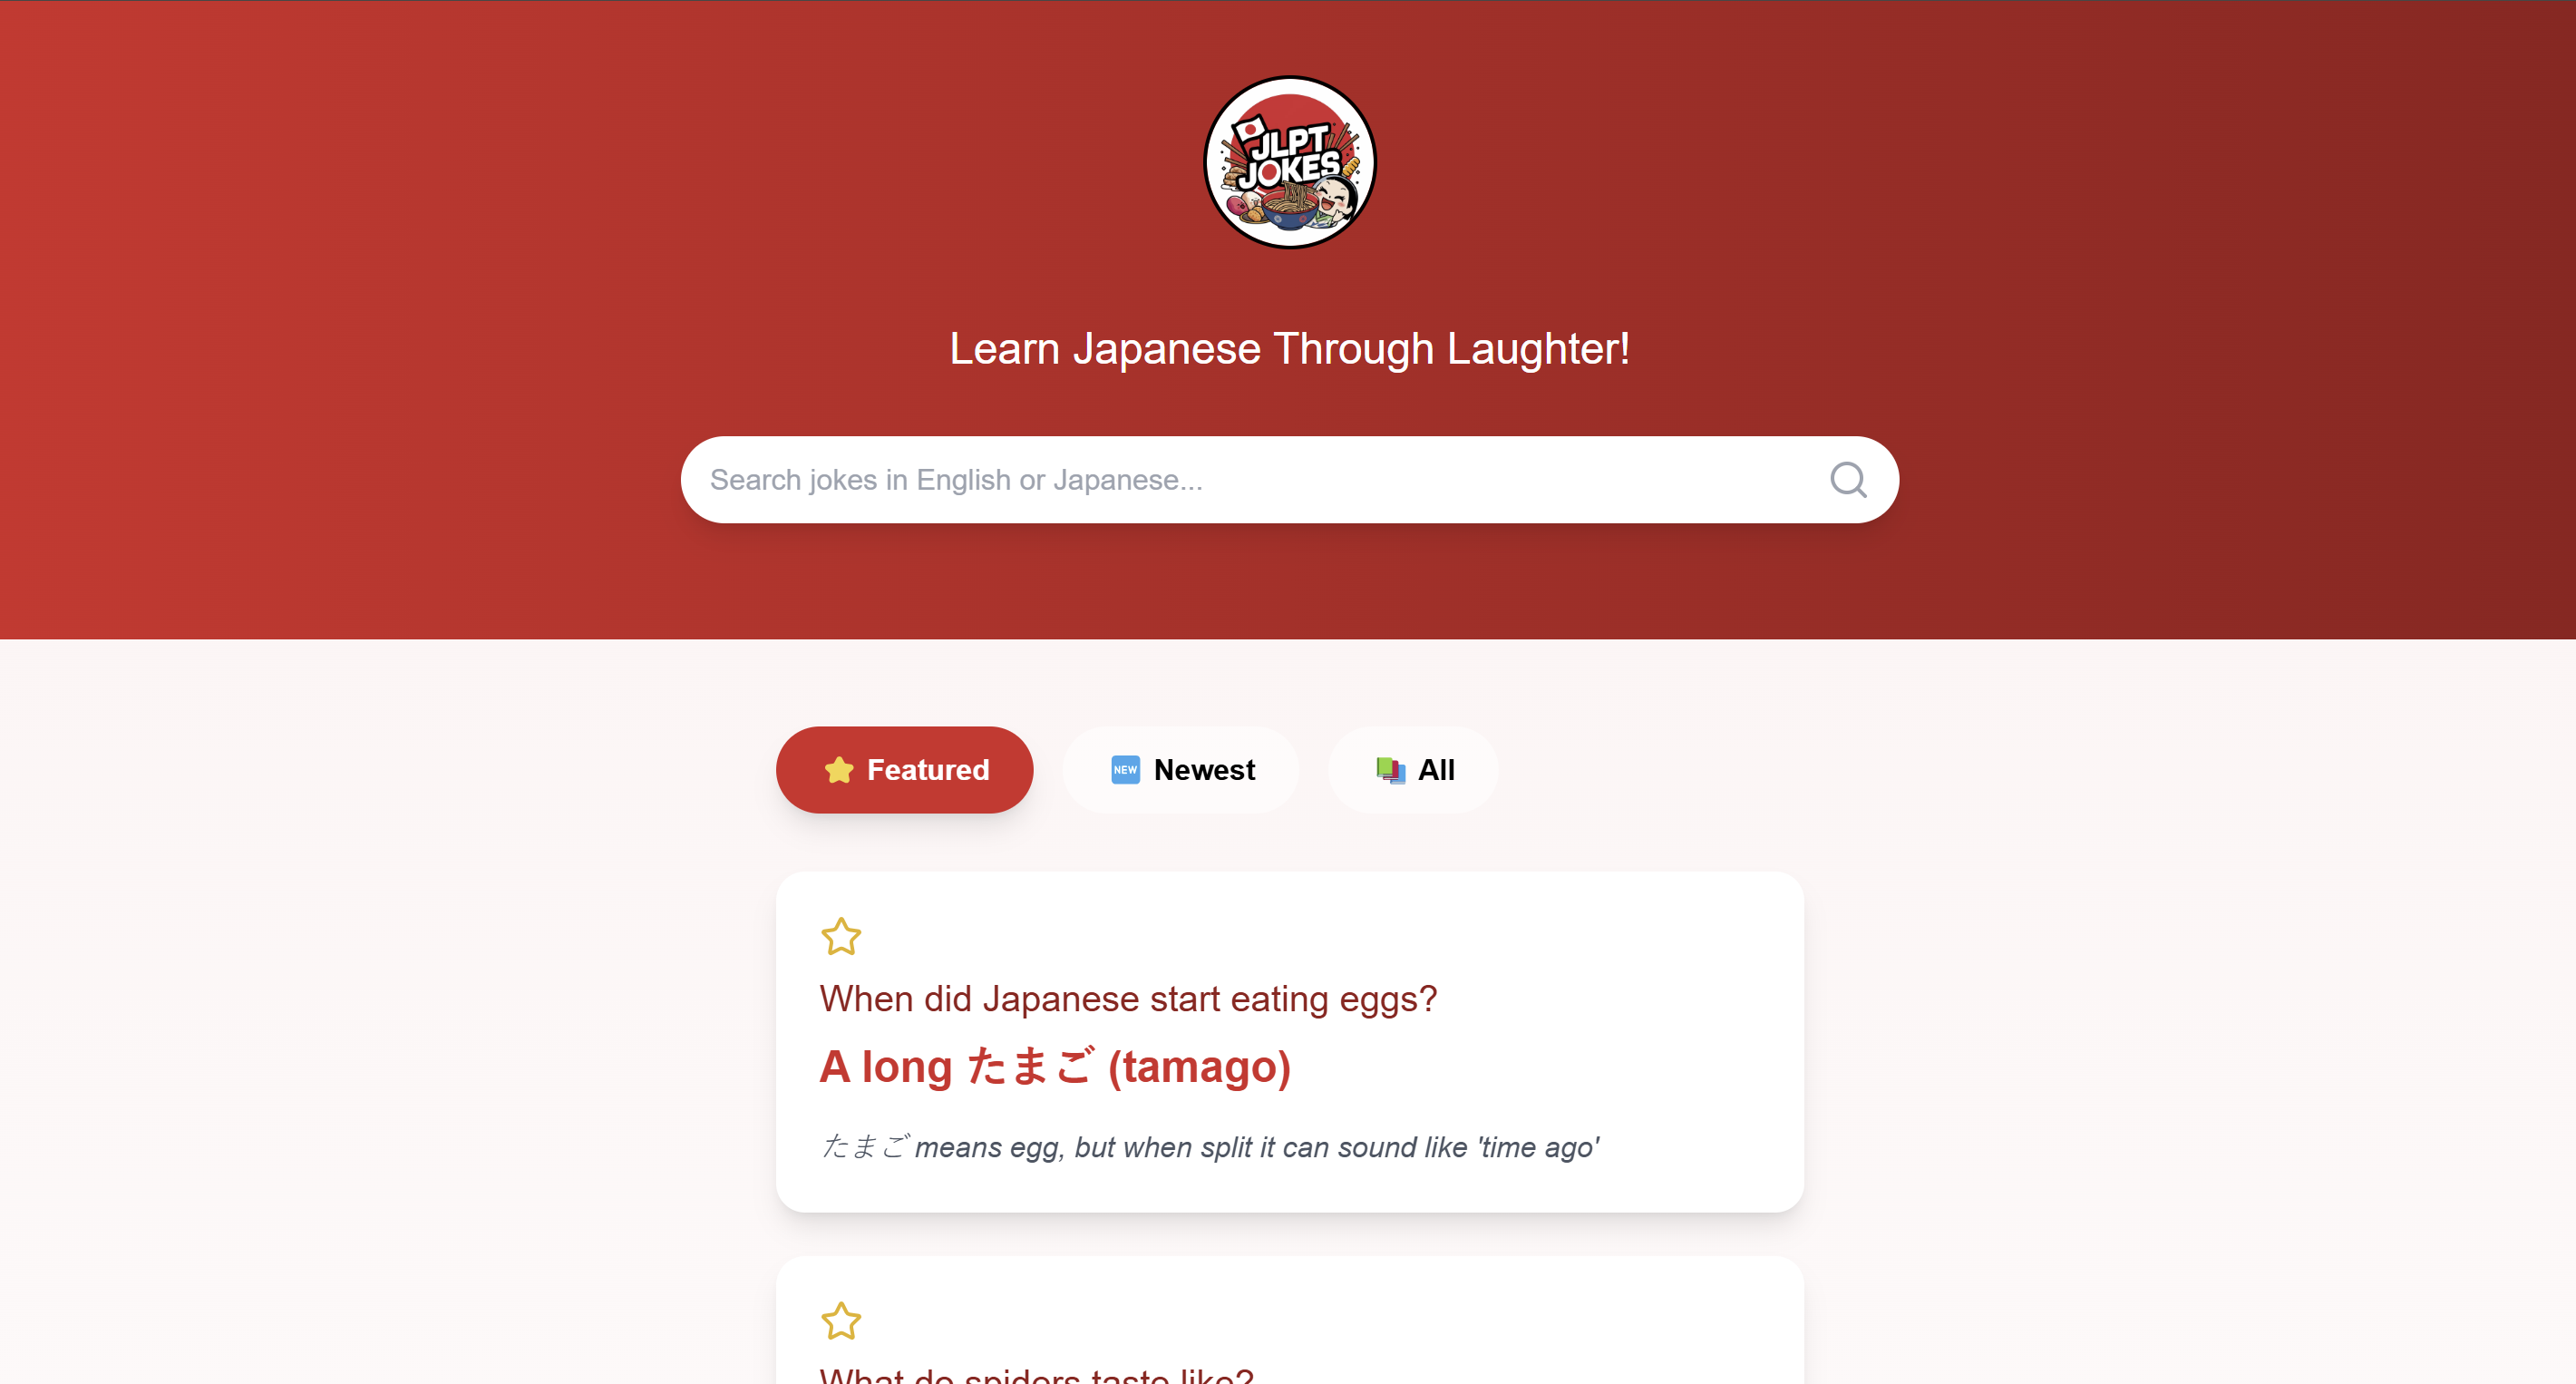 JLPT
JOKES
Learn Japanese Through Laughter!
Search jokes in English or Japanese...
Featured
NEW Newest
All
When did Japanese start eating eggs?
A long たまご (tamago)
たまご means egg, but when split it can sound like 'time ago'
What do spiders taste like?